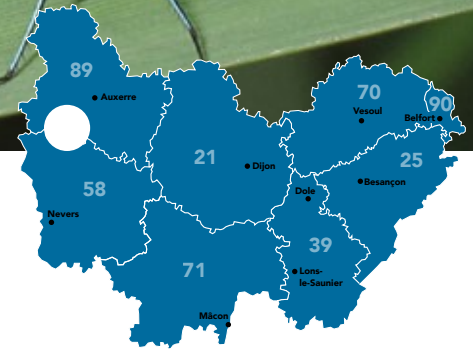 89
Auxerre
70
Vesoul
90
Belfort
21
Dijon
25
Besançon
58
Nevers
Dole
39
Lons-
le-Saunier
71
Mâcon